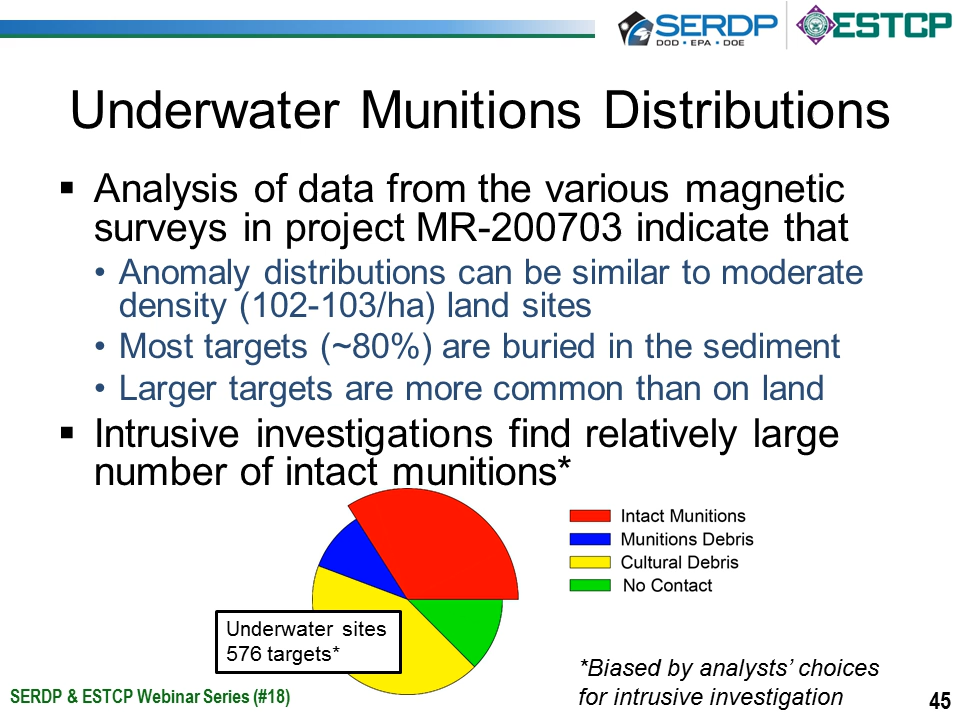 SERDP
DOD • EPA • DOE
ESTCP
Underwater Munitions Distributions
▪ Analysis of data from the various magnetic
surveys in project MR-200703 indicate that
• Anomaly distributions can be similar to moderate
density (102-103/ha) land sites
• Most targets (~80%) are buried in the sediment
• Larger targets are more common than on land
▪ Intrusive investigations find relatively large
number of intact munitions*
Intact Munitions
Munitions Debris
Cultural Debris
No Contact
Underwater sites
576 targets*
*Biased by analysts’ choices
for intrusive investigation
SERDP & ESTCP Webinar Series (#18)
45